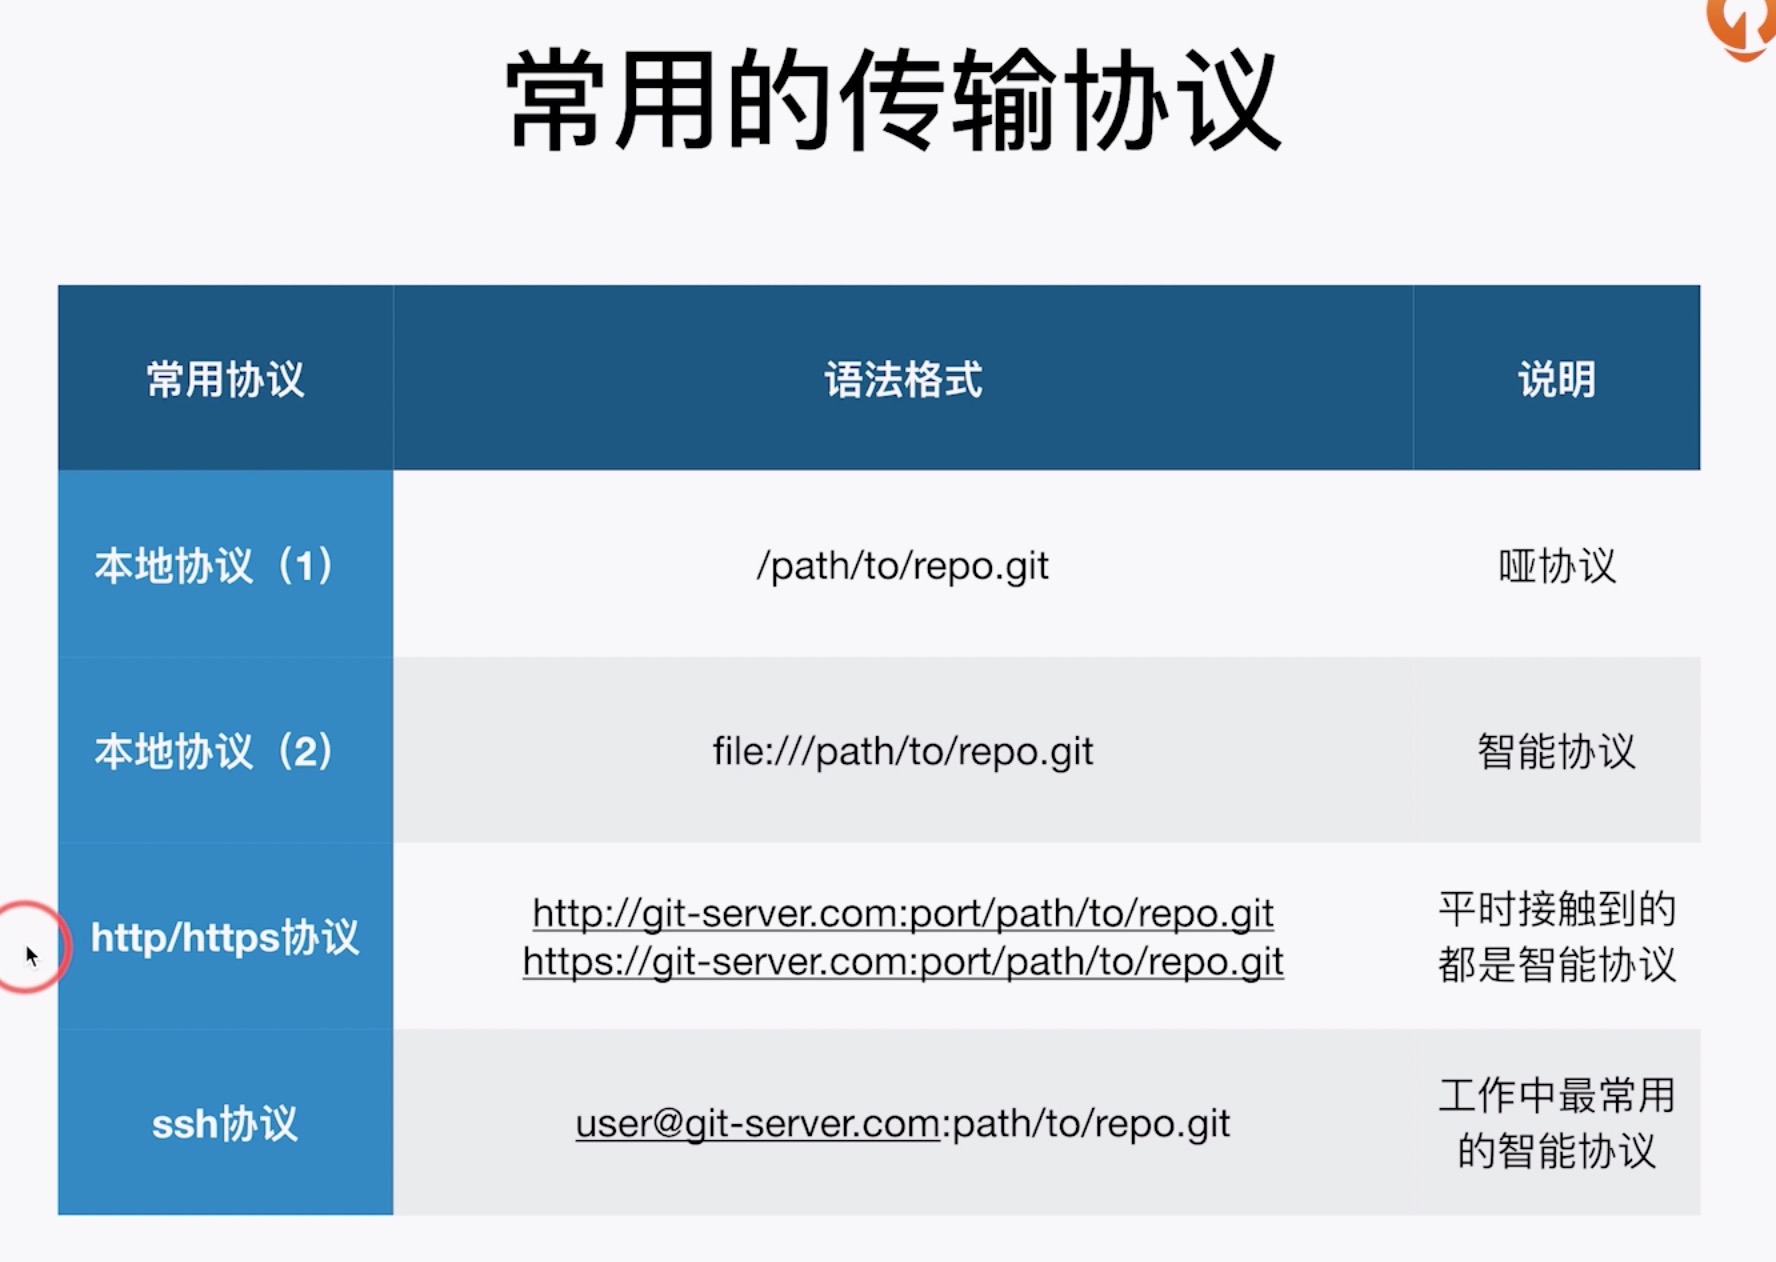 常用的传输协议
常用协议 语法格式 说明
本地协议（1） /path/to/repo.git 哑协议
本地协议（2） file:///path/to/repo.git 智能协议
http/https协议
http://git-server.com:port/path/to/repo.git
https://git-server.com:port/path/to/repo.git
平时接触到的
都是智能协议
ssh协议 user@git-server.com:path/to/repo.git
工作中最常用
的智能协议